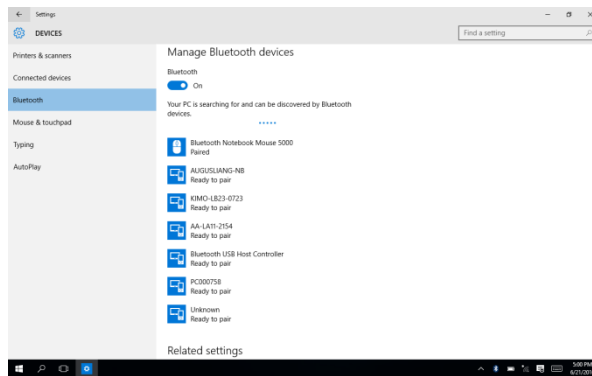 Settings
DEVICES
Find a setting
Printers & scanners
Connected devices
Bluetooth
Mouse & touchpad
Typing
AutoPlay
Manage Bluetooth devices
Bluetooth
On
Your PC is searching for and can be discovered by Bluetooth
devices.
Bluetooth Notebook Mouse 5000
Paired
AUGUSLIANG-NB
Ready to pair
KIMO-LB23-0723
Ready to pair
AA-LA11-2154
Ready to pair
Bluetooth USB Host Controller
Ready to pair
PC000758
Ready to pair
Unknown
Ready to pair
Related settings
5:00 PM